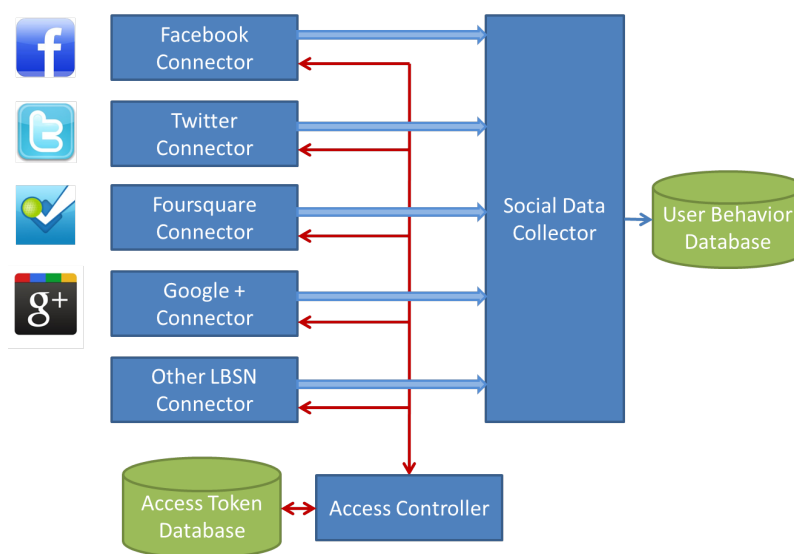 f
Facebook
Connector
t
Twitter
Connector
Foursquare
Connector
g+
Google +
Connector
Other LBSN
Connector
Social Data
Collector
User Behavior
Database
Access Token
Database
Access Controller